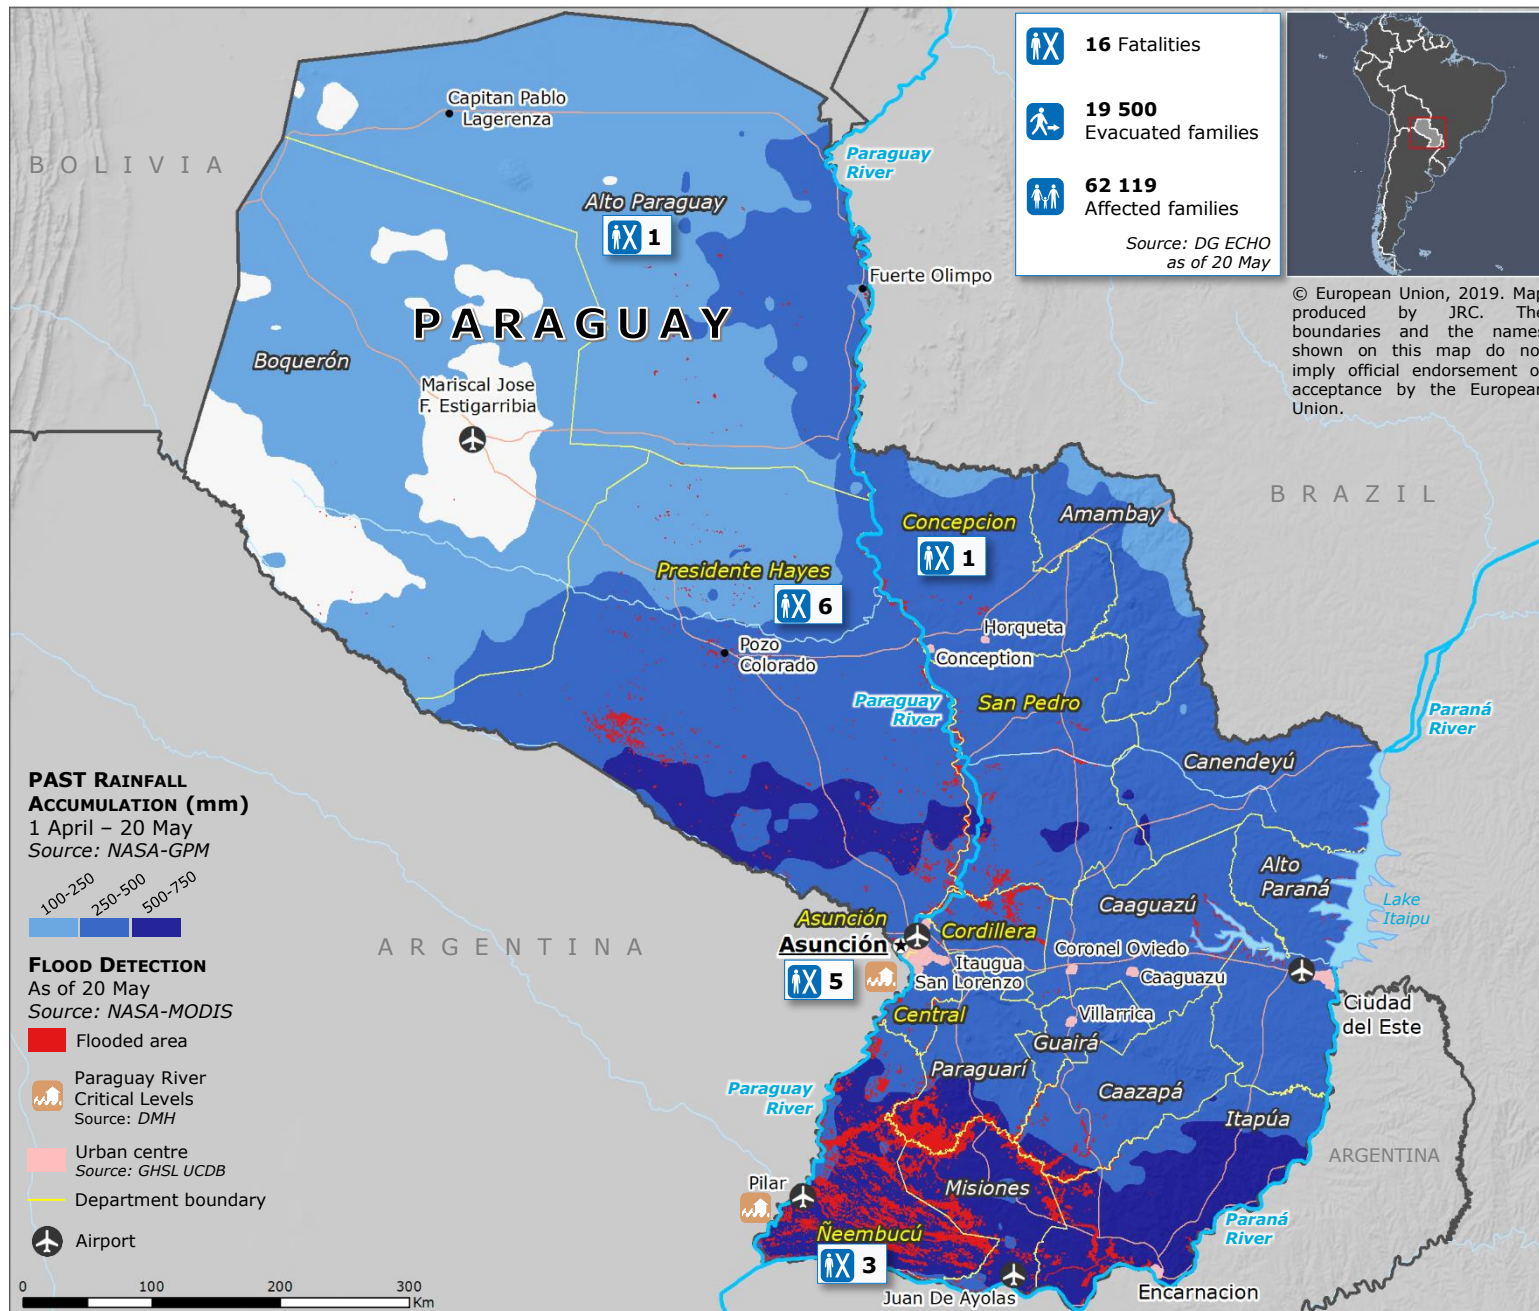 16 Fatalities
19 500
Evacuated families
62 119
Affected families
Source: DG ECHO
as of 20 May
© European Union, 2019. Map
produced by JRC. The
boundaries and the names
shown on this map do not
imply official endorsement or
acceptance by the European
Union.
BOLIVIA
Capitan Pablo
Lagerenza
Paraguay
River
Alto Paraguay
1
Fuerte Olimpo
PARAGUAY
Boquerón
Mariscal Jose
F. Estigarribia
BRAZIL
Concepcion
1
Amambay
Presidente Hayes
6
Horqueta
Conception
Pozo
Colorado
Paraguay
River
San Pedro
Paraná
River
Canendeyú
Alto
Paraná
Lake
Itaipu
Caaguazú
ARGENTINA
Asunción
Asunción
5
Cordillera
Itaugua
San Lorenzo
Coronel Oviedo
Caaguazu
Ciudad
del Este
Central
Villarrica
Guairá
Paraguarí
Caazapá
Itapúa
Paraguay
River
ARGENTINA
Pilar
Misiones
Ñeembucú
3
Paraná
River
Juan De Ayolas
Encarnacion
PAST RAINFALL
ACCUMULATION (mm)
1 April – 20 May
Source: NASA-GPM
100-250 250-500 500-750
FLOOD DETECTION
As of 20 May
Source: NASA-MODIS
Flooded area
Paraguay River
Critical Levels
Source: DMH
Urban centre
Source: GHSL UCDB
Department boundary
Airport
0 100 200 300
Km